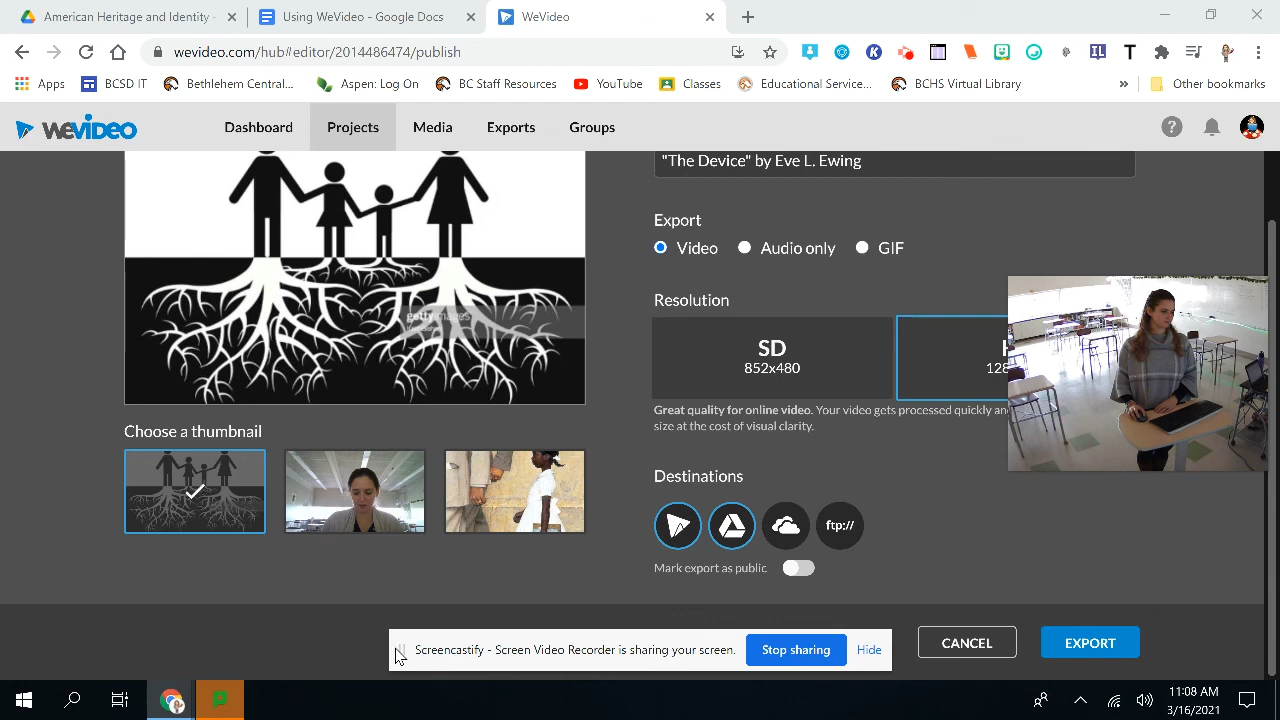 American Heritage and Identity -
Using WeVideo - Google Docs
WeVideo
wevideo.com/hub#editor/2014486474/publish
Apps
BCSD IT
Bethlehem Central...
Aspen: Log On
BC Staff Resources
YouTube
Classes
Educational Service...
BCHS Virtual Library
Other bookmarks
WEVIDEO
Dashboard
Projects
Media
Exports
Groups
"The Device" by Eve L. Ewing
Export
Video
Audio only
GIF
Resolution
SD
852x480
128
Great quality for online video. Your video gets processed quickly and
size at the cost of visual clarity.
gettyimages
Choose a thumbnail
Destinations
ftp://
Mark export as public
Screencastify - Screen Video Recorder is sharing your screen.
Stop sharing
Hide
CANCEL
EXPORT
11:08 AM
3/16/2021